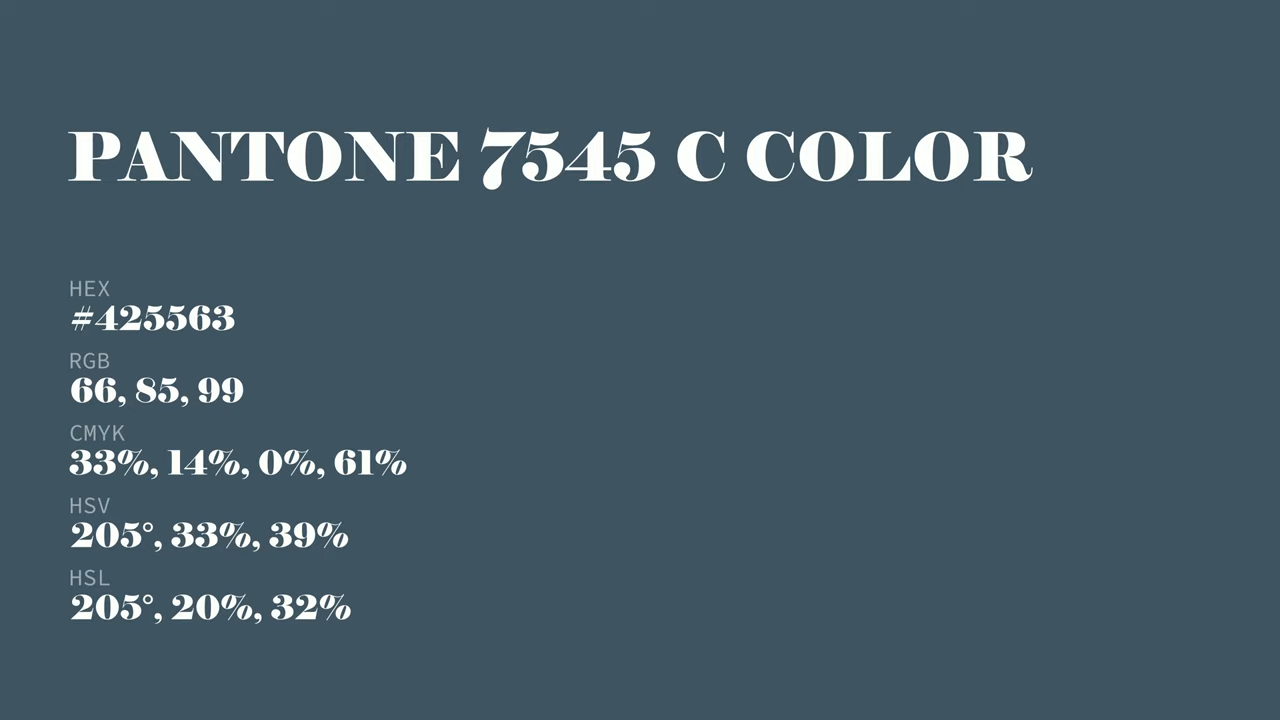 PANTONE 7545 C COLOR
HEX
#425563
RGB
66, 85, 99
CMYK
33%, 14%, 0%, 61%
HSV
205°, 33%, 39%
HSL
205°, 20%, 32%